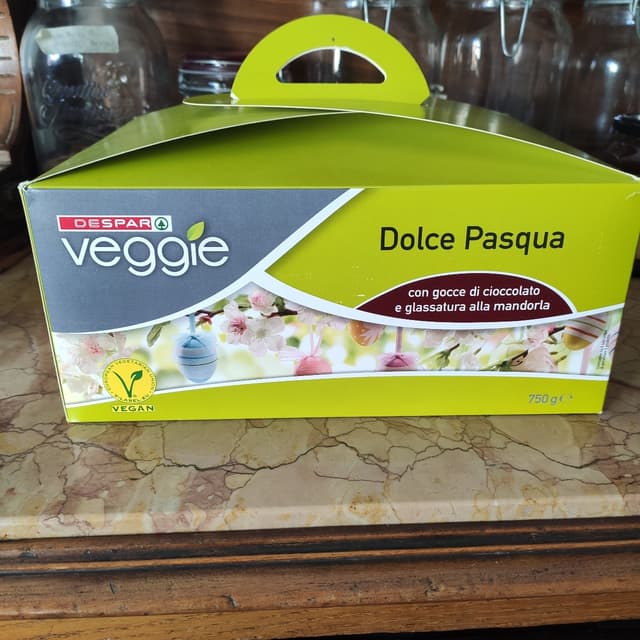 DESPAR
veggie
Dolce Pasqua
con gocce di cioccolato
e glassatura alla mandorla
VEGAN
750 g e